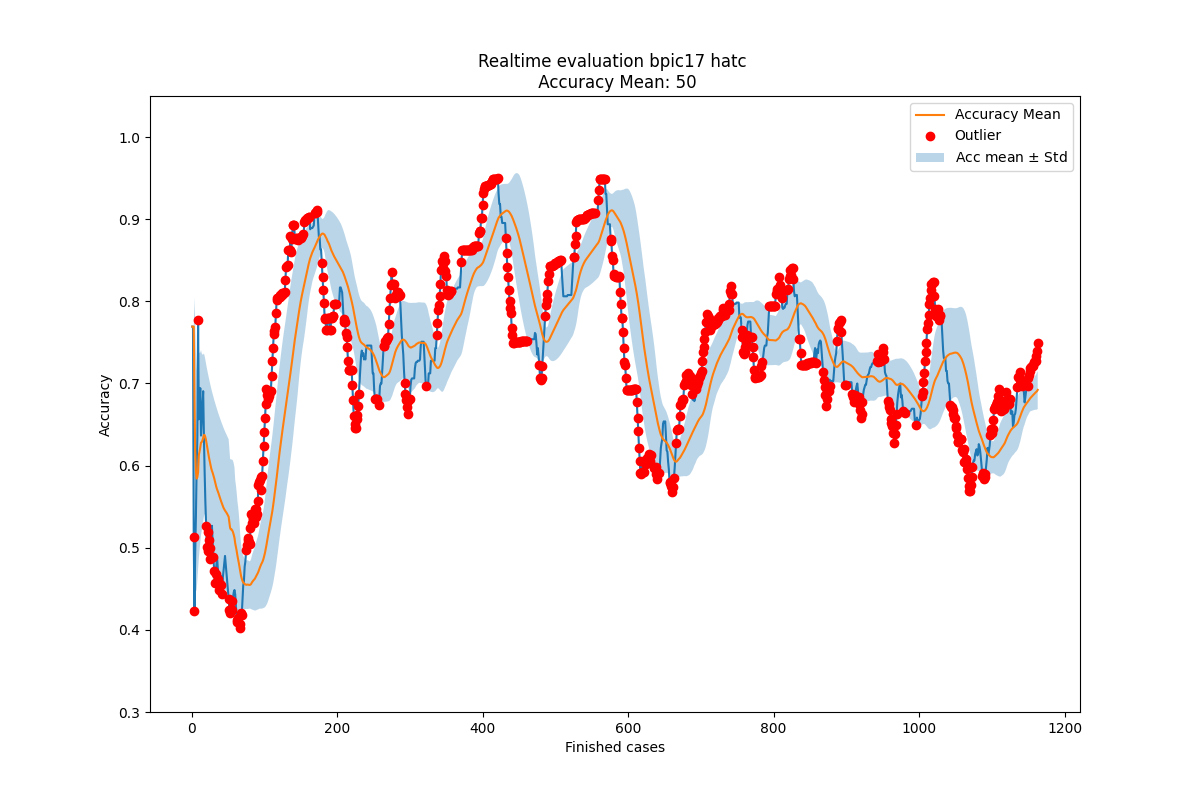 Realtime evaluation bpic17 hatc
Accuracy Mean: 50
Accuracy Mean
Outlier
Acc mean ± Std
1.0
0.9
0.8
0.7
0.6
0.5
0.4
0.3
Accuracy
0
200
400
600
800
1000
1200
Finished cases